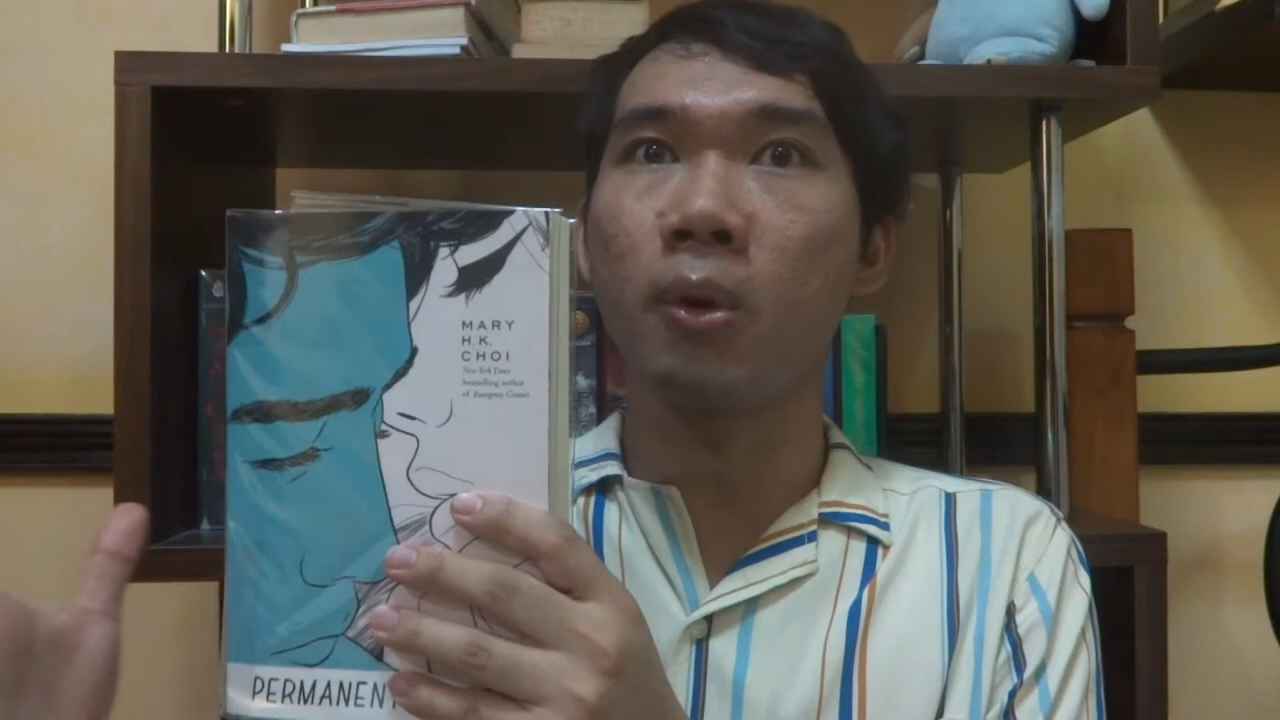 MARY
H.K.
CHOI
New York Times
bestselling author
of Emergency Contact
PERMANENT